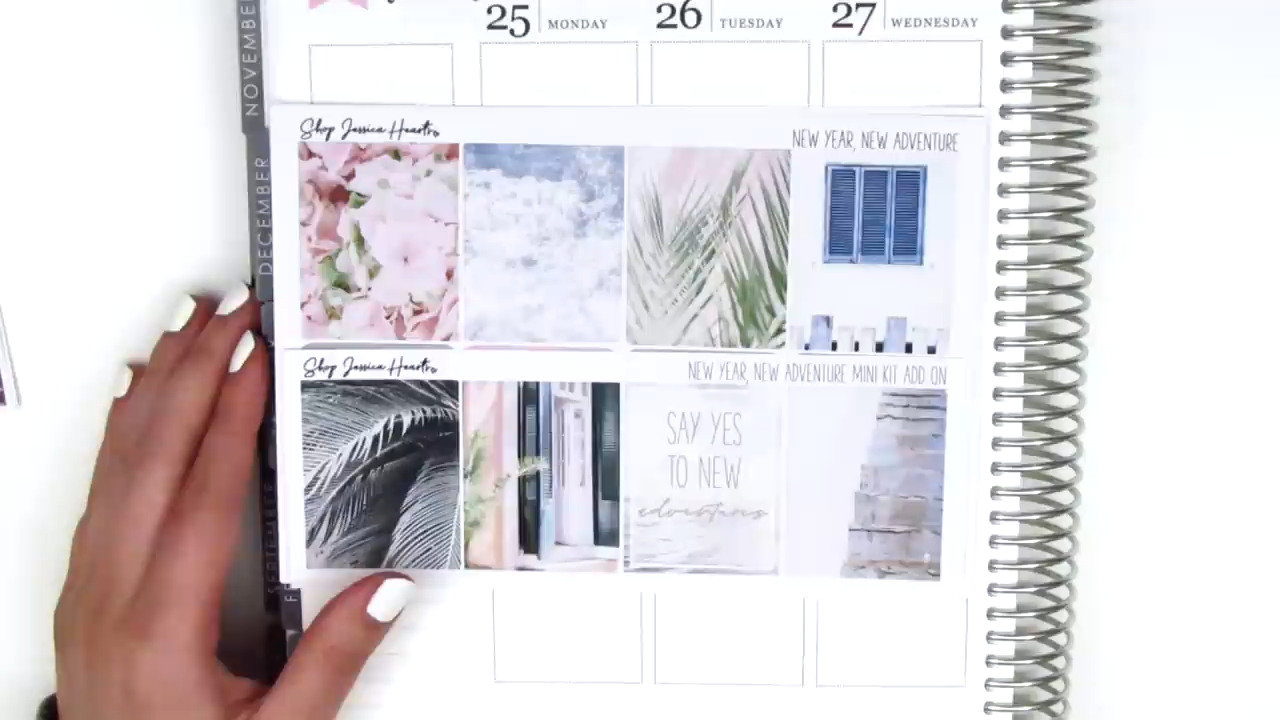 25 MONDAY 26 TUESDAY 27 WEDNESDAY
NOVEMBER
DECEMBER
Shop Jessica Hearts
NEW YEAR, NEW ADVENTURE
Shop Jessica Hearts
NEW YEAR, NEW ADVENTURE MINI KIT ADD ON
SAY YES
TO NEW
adventures